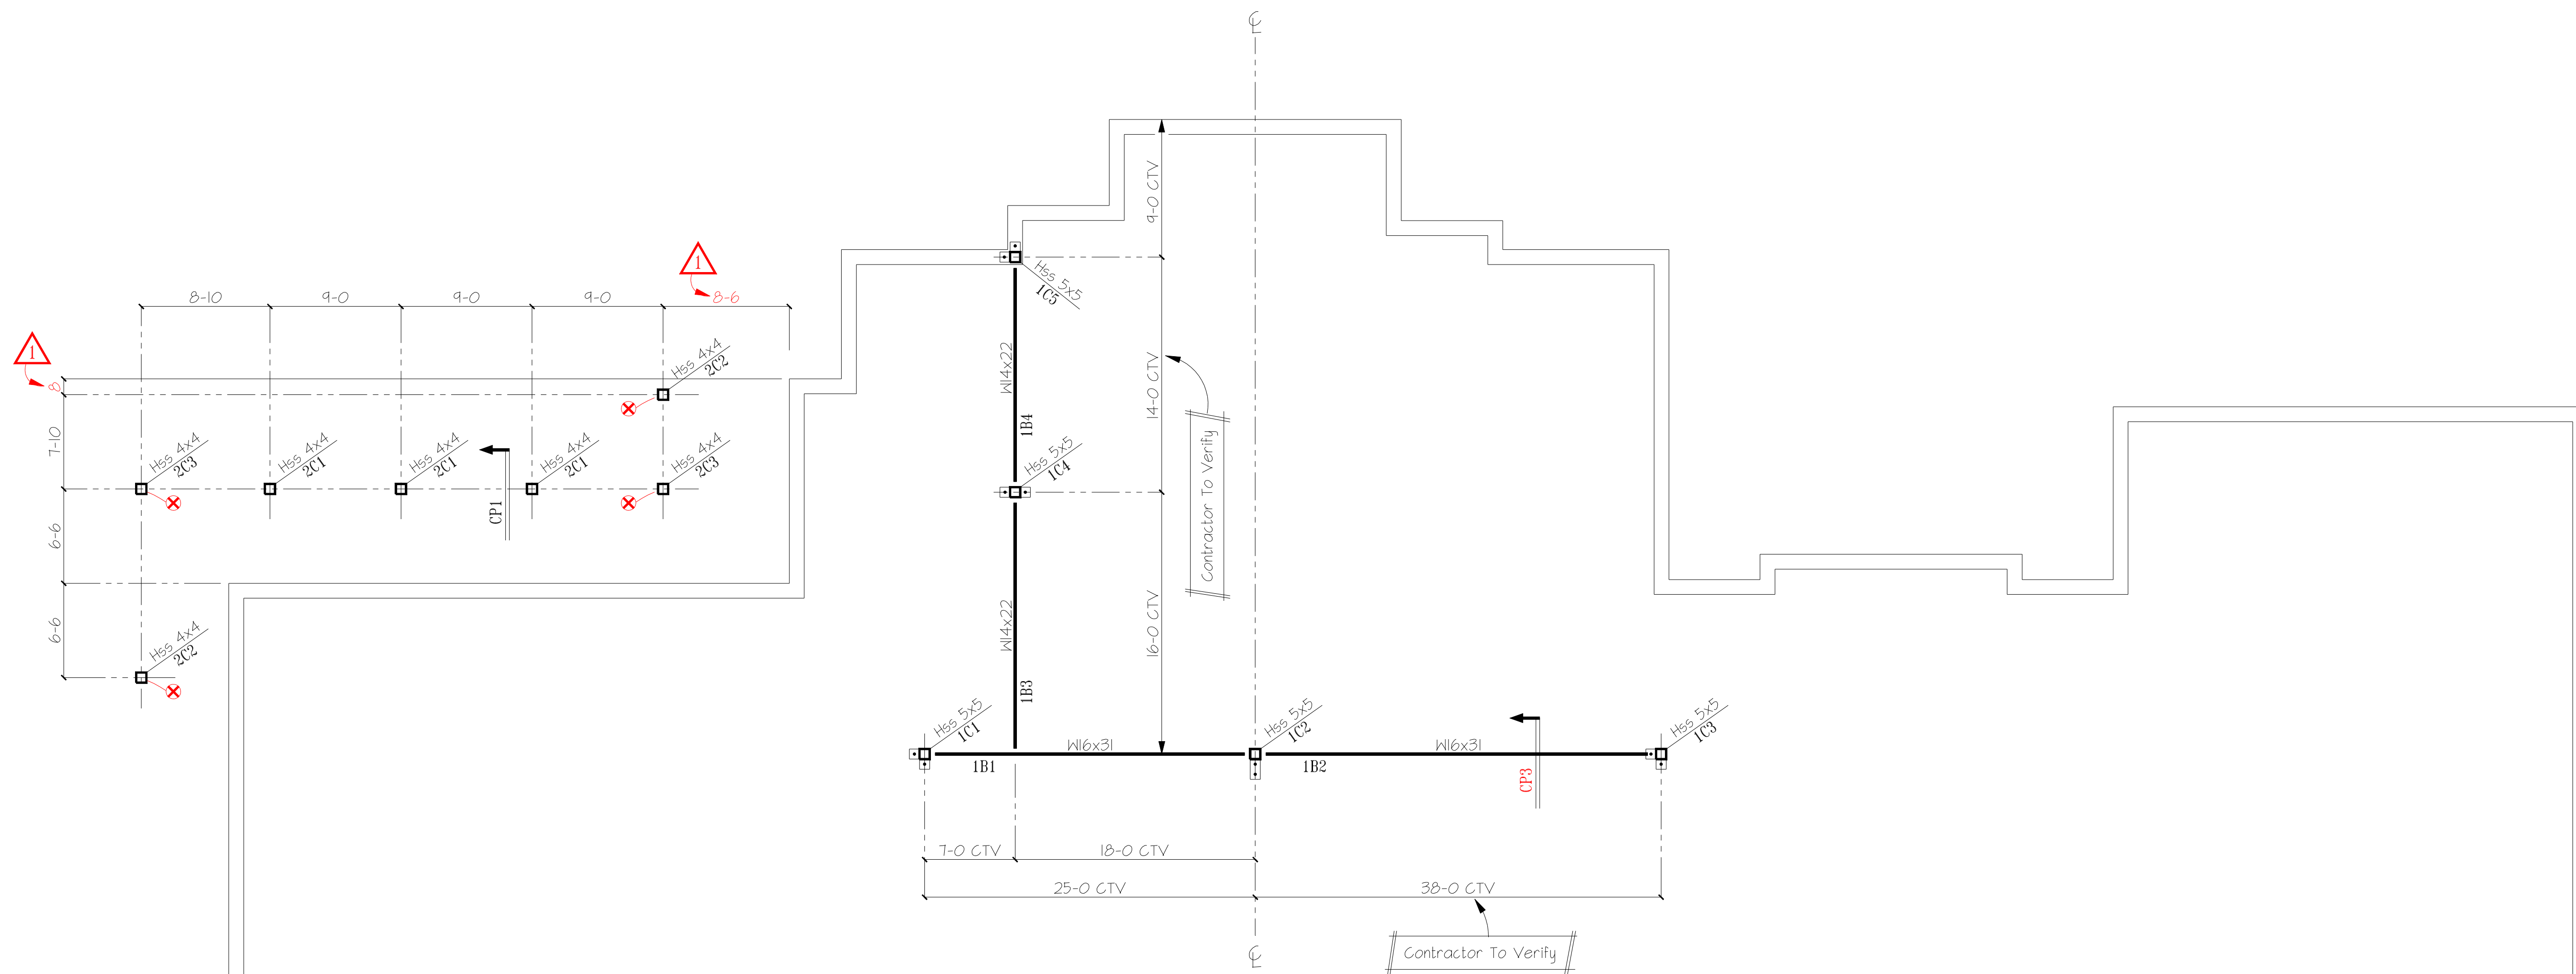 ℄
9-0 CTV
1
8-10
9-0
9-0
9-0
8-6
Hss 5x5
1C5
1
8
Hss 4x4
2C2
W14x22
1B4
14-0 CTV
7-10
Hss 4x4
2C3
Hss 4x4
2C1
Hss 4x4
2C1
CP1
Hss 4x4
2C1
Hss 4x4
2C3
Hss 5x5
1C4
Contractor To Verify
6-6
6-6
Hss 4x4
2C2
W14x22
1B3
16-0 CTV
Hss 5x5
1C1
W16x31
1B1
Hss 5x5
1C2
W16x31
1B2
CP3
Hss 5x5
1C3
7-0 CTV
18-0 CTV
25-0 CTV
38-0 CTV
Contractor To Verify
℄